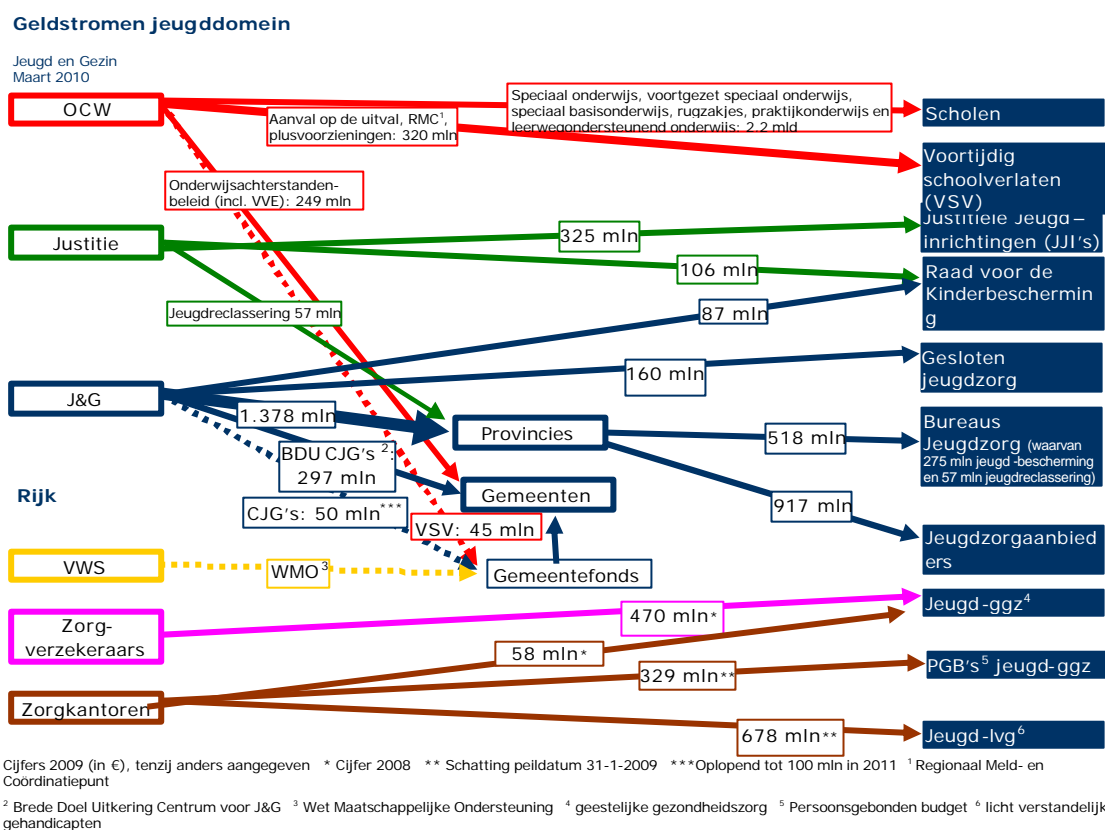 Geldstromen jeugddomein
Jeugd en Gezin
Maart 2010
OCW
Speciaal onderwijs, voortgezet speciaal onderwijs,
speciaal basisonderwijs, rugzakjes, praktijkonderwijs en
leerwegondersteunend onderwijs: 2.2 mld
Scholen
Aanval op de uitval, RMC¹,
plusvoorzieningen: 320 mln
Voortijdig
schoolverlaten
(VSV)
Onderwijsachterstanden-
beleid (incl. VVE): 249 mln
Justitie
325 mln
Justitiële Jeugd –
inrichtingen (JJI's)
106 mln
Raad voor de
Kinderbeschermin
g
Jeugdreclassering 57 mln
87 mln
160 mln
Gesloten
jeugdzorg
J&G
1.378 mln
Provincies
518 mln
Bureaus
Jeugdzorg (waarvan
275 mln jeugd -bescherming
en 57 mln jeugdreclassering)
BDU CJG's ²:
297 mln
Rijk
Gemeenten
917 mln
CJG's: 50 mln***
VSV: 45 mln
Jeugdzorgaanbied
ers
VWS
WMO³
Gemeentefonds
Zorg-
verzekeraars
470 mln*
Jeugd -ggz⁴
58 mln*
329 mln**
PGB's⁵ jeugd-ggz
Zorgkantoren
678 mln**
Jeugd -lvg⁶
Cijfers 2009 (in €), tenzij anders aangegeven * Cijfer 2008 ** Schatting peildatum 31-1-2009 ***Oplopend tot 100 mln in 2011 ¹ Regionaal Meld- en
Coördinatiepunt
² Brede Doel Uitkering Centrum voor J&G ³ Wet Maatschappelijke Ondersteuning ⁴ geestelijke gezondheidszorg ⁵ Persoonsgebonden budget ⁶ licht verstandelijk
gehandicapten